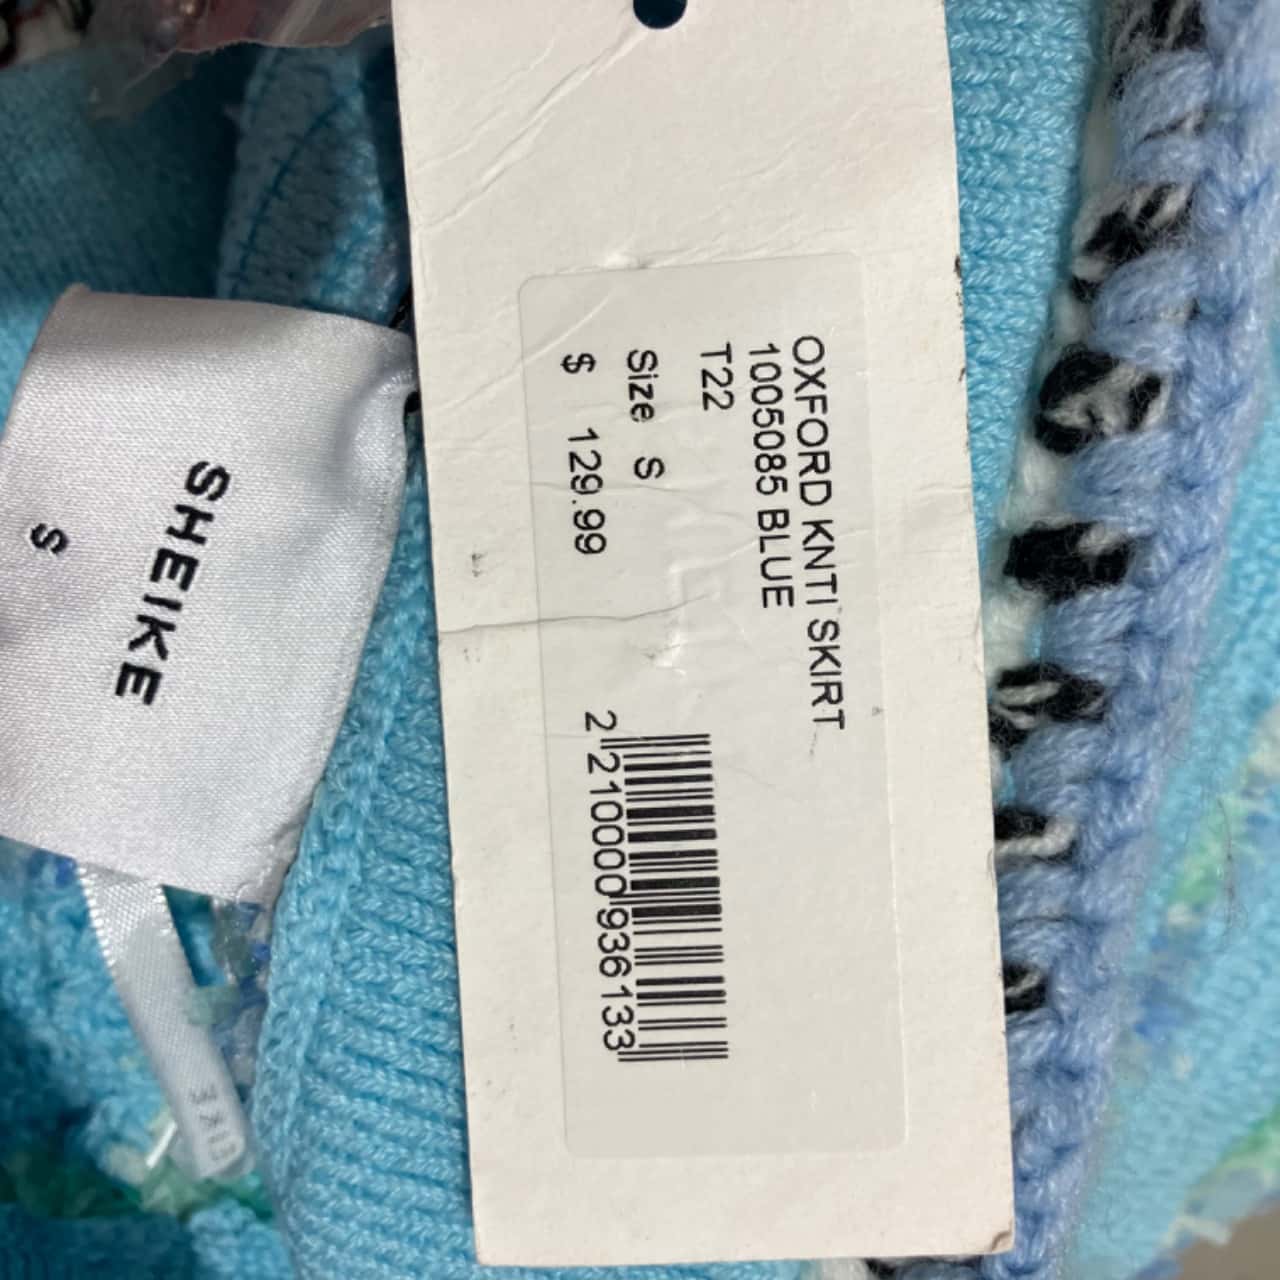 OXFORD KNTI SKIRT
1005085 BLUE
T22
Size S
$ 129.99
2 210000 936133
SHEIKE
S